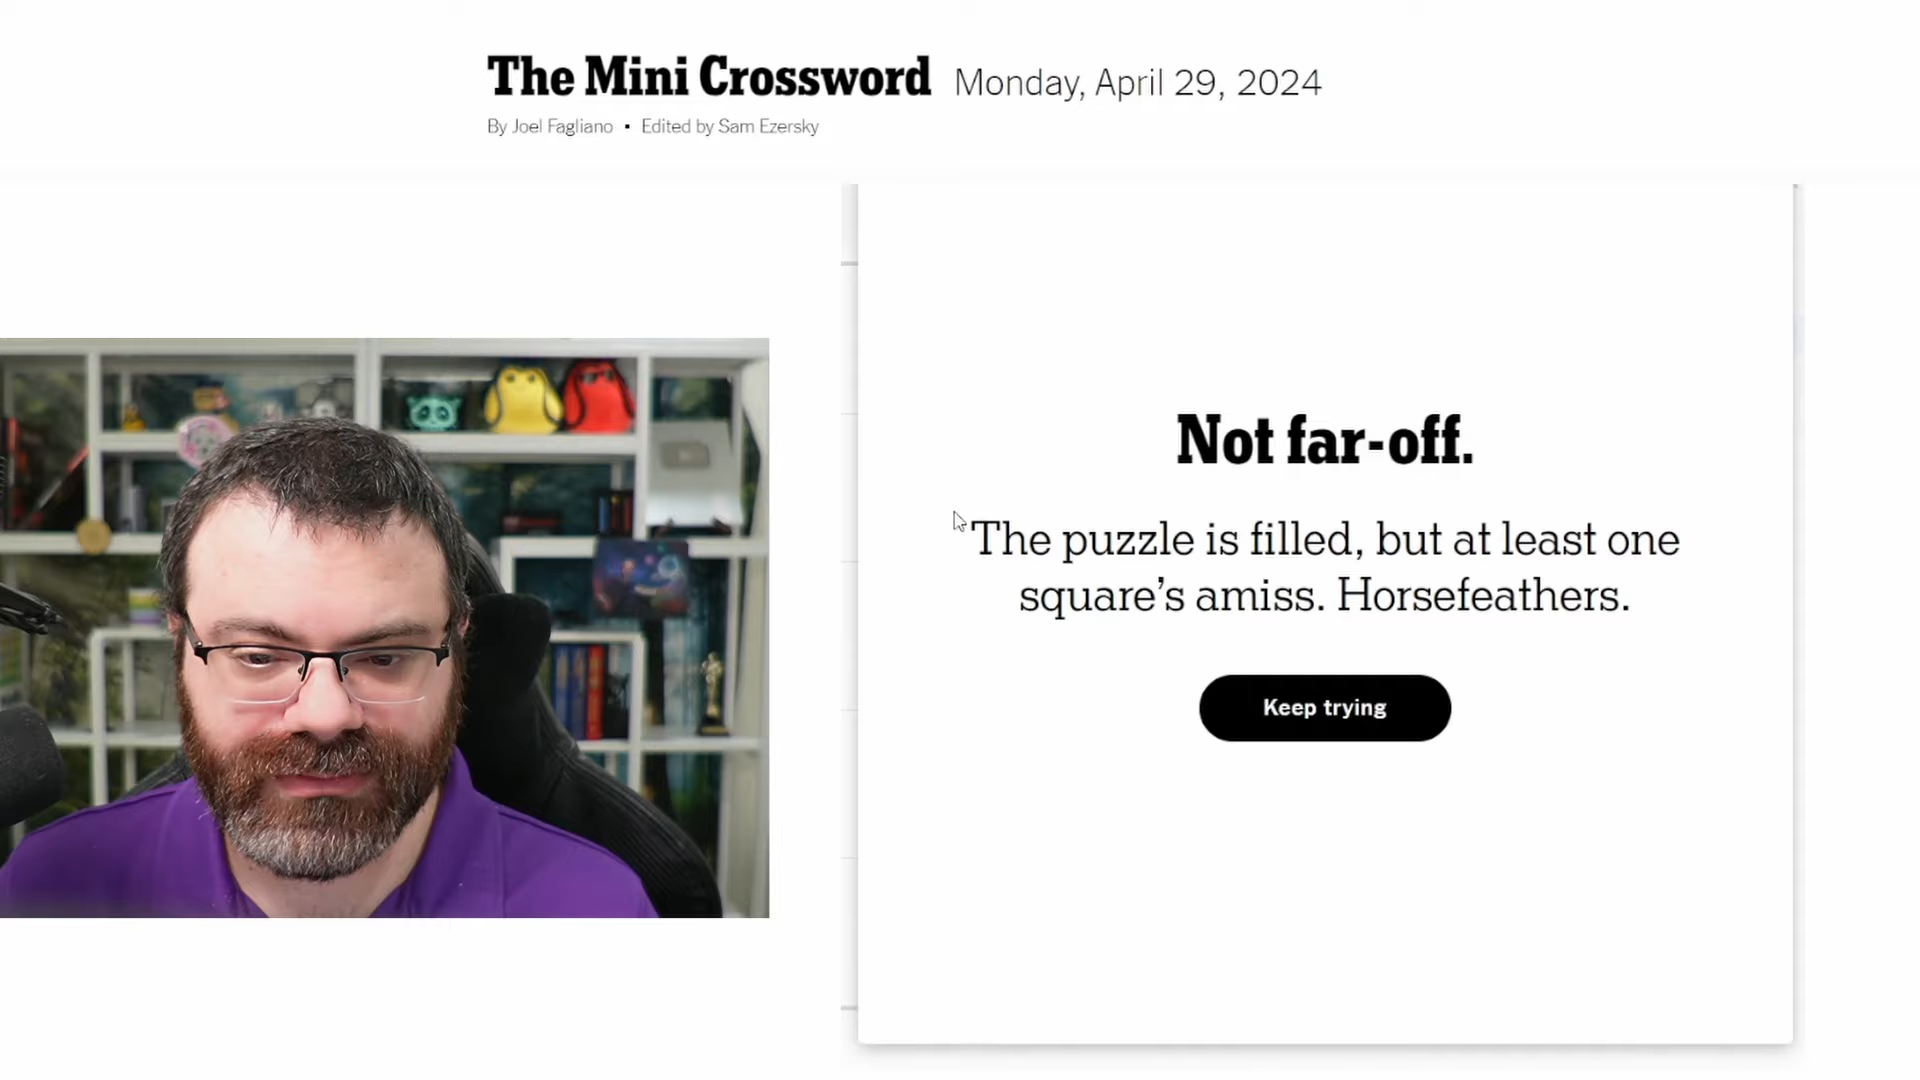 The Mini Crossword Monday, April 29, 2024
By Joel Fagliano • Edited by Sam Ezersky
Not far-off.
The puzzle is filled, but at least one
square’s amiss. Horsefeathers.
Keep trying